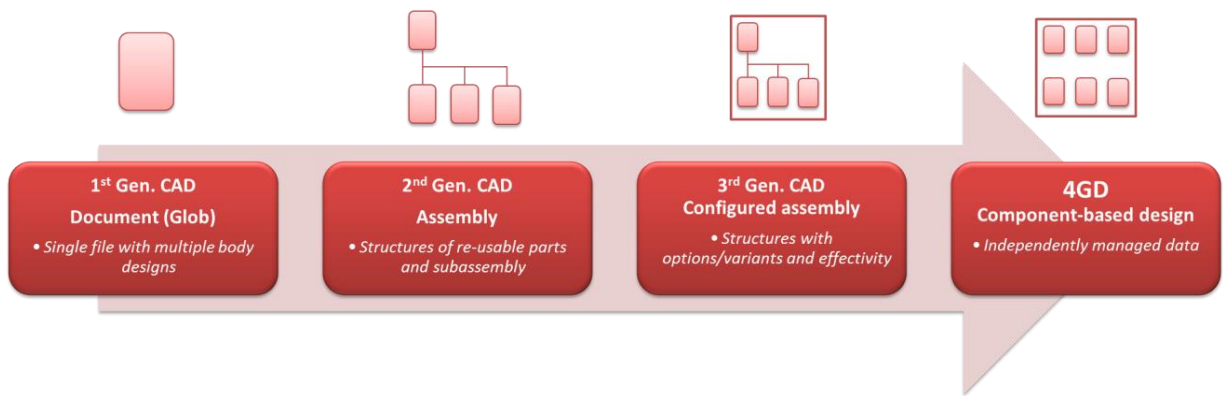 1st Gen. CAD
Document (Glob)
• Single file with multiple body
designs
2nd Gen. CAD
Assembly
• Structures of re-usable parts
and subassembly
3rd Gen. CAD
Configured assembly
• Structures with
options/variants and effectivity
4GD
Component-based design
• Independently managed data